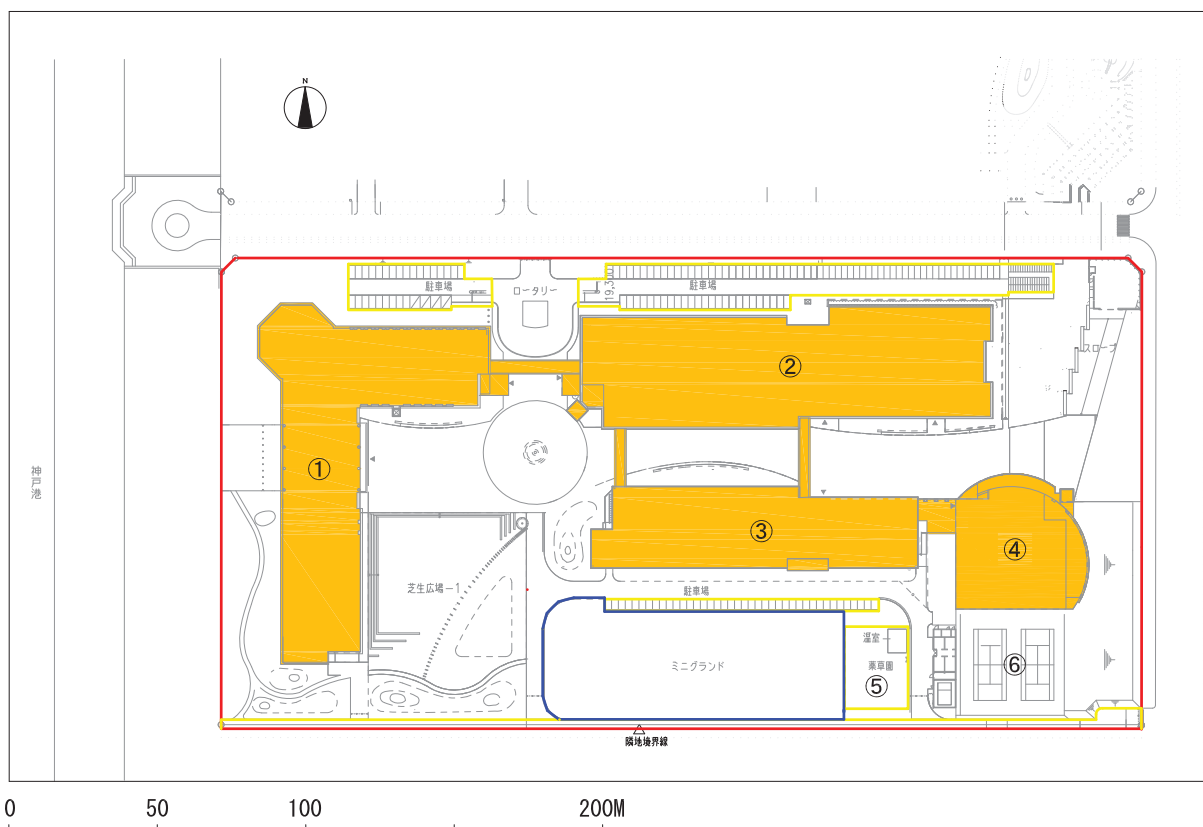 N
駐車場
ロータリー
19,300
駐車場
スロープ
②
①
神戸港
③
④
芝生広場－1
駐車場
温室
ミニグランド
薬草園
⑤
⑥
隣地境界線
0 50 100 200M